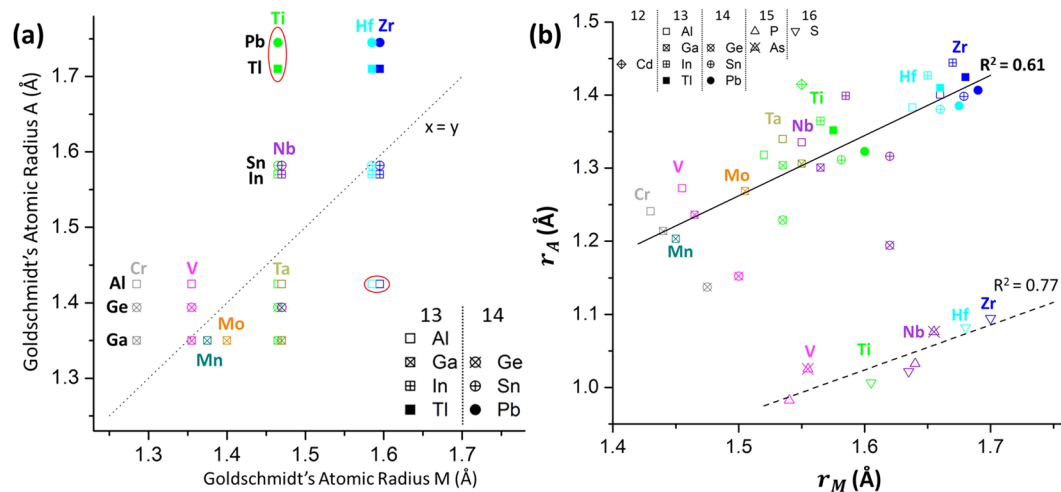 (a)
Ti
Pb
Tl
Hf Zr
x = y
Nb
Sn
In
Cr
V
Ta
Al
Ge
Ga
Mo
Mn
13 14
Al
Ga Ge
In Sn
Tl Pb
1.7
1.6
1.5
1.4
1.3
1.3 1.4 1.5 1.6 1.7
Goldschmidt's Atomic Radius A (Å)
Goldschmidt's Atomic Radius M (Å)
(b)
12 13 14 15 16
Al P S
Ga Ge As
Cd In Sn
Tl Pb
Zr
Hf
R² = 0.61
Ti
Ta
Nb
V
Mo
Cr
Mn
R² = 0.77
Zr
Hf
Nb
Ti
V
1.5
1.4
1.3
1.2
1.1
1.0
1.4 1.5 1.6 1.7
r_A (Å)
r_M (Å)